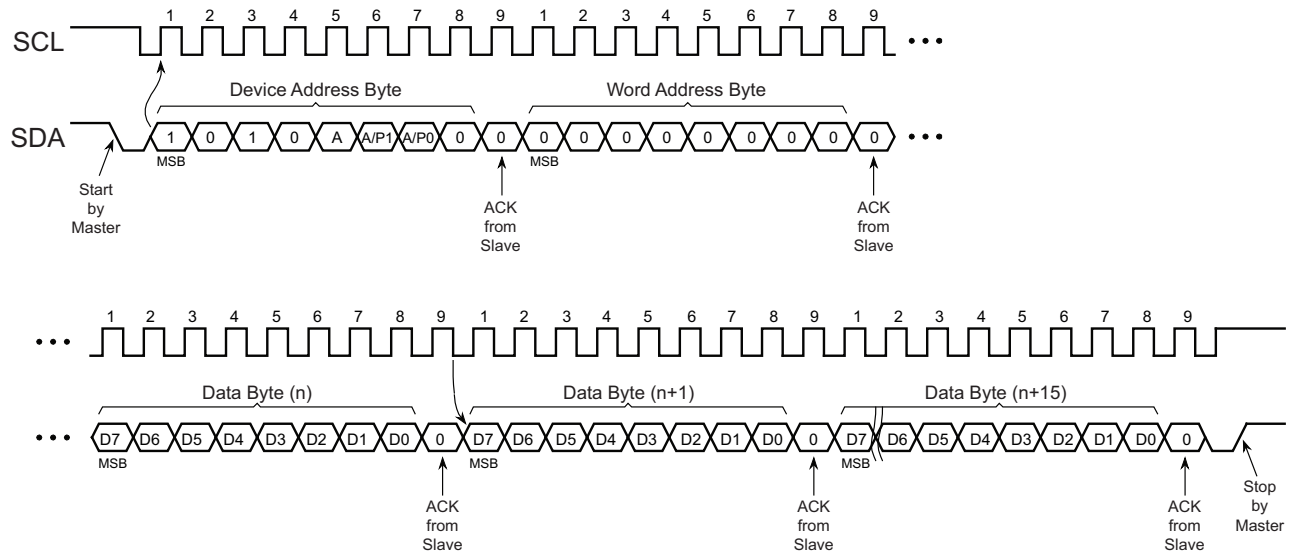 1 2 3 4 5 6 7 8 9 1 2 3 4 5 6 7 8 9
SCL
Device Address Byte Word Address Byte
SDA 1 0 1 0 A A/P1 A/P0 0 0 0 0 0 0 0 0 0 0 0
MSB MSB
Start
by
Master
ACK
from
Slave
ACK
from
Slave
1 2 3 4 5 6 7 8 9 1 2 3 4 5 6 7 8 9 1 2 3 4 5 6 7 8 9
Data Byte (n) Data Byte (n+1) Data Byte (n+15)
D7 D6 D5 D4 D3 D2 D1 D0 0 D7 D6 D5 D4 D3 D2 D1 D0 0 D7 D6 D5 D4 D3 D2 D1 D0 0
MSB MSB MSB
ACK
from
Slave
ACK
from
Slave
ACK
from
Slave
Stop
by
Master